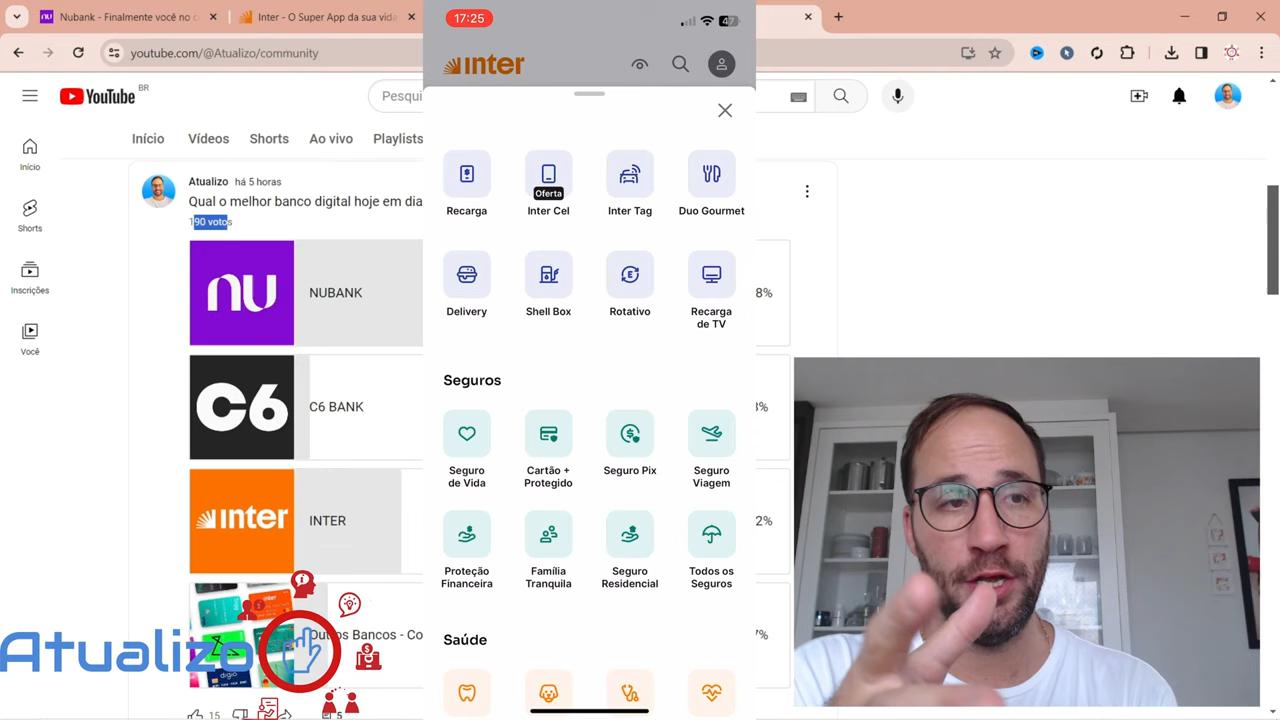 Nubank - Finalmente você no c
Inter - O Super App da sua vida
youtube.com/@Atualizo/community
YouTube
BR
Pesqui
Início
Shorts
Inscrições
Você
Início Vídeos Shorts Ao vivo Playlists
Atualizo há 5 horas
Qual o melhor banco digital hoje em dia
190 votos
nu
NUBANK
8%
C6
C6 BANK
3%
inter
INTER
2%
digio
Outros Bancos - Co
7%
15
5
Atualizo
17:25
47
inter
Recarga
Oferta
Inter Cel
Inter Tag
Duo Gourmet
Delivery
Shell Box
Rotativo
Recarga
de TV
Seguros
Seguro
de Vida
Cartão +
Protegido
Seguro Pix
Seguro
Viagem
Proteção
Financeira
Família
Tranquila
Seguro
Residencial
Todos os
Seguros
Saúde